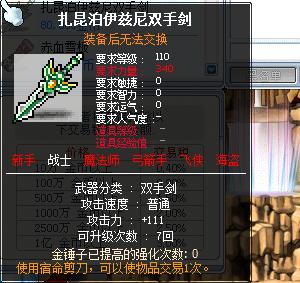 扎昆泊伊兹尼双手剑
装备后无法交换
要求等级： 110
要求力量： 340
要求敏捷： -
要求智力： -
要求运气： -
要求人气度： -
道具等级： -
道具经验值： -
新手 战士 魔法师 弓箭手 飞侠 海盗
武器分类 : 双手剑
攻击速度 : 普通
攻击力 : +111
可升级次数 : 7回
金锤子已提高的强化次数: 0
使用宿命剪刀，可以使物品交易1次。